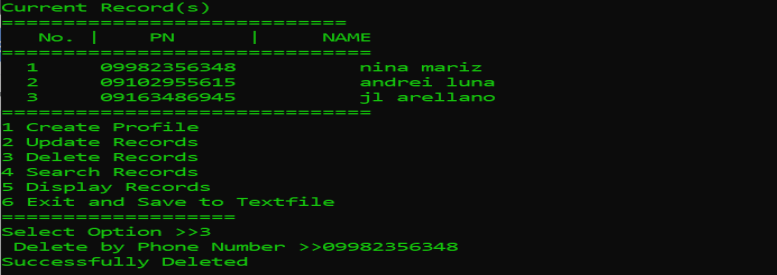 Current Record(s)
============================
No. | PN | NAME
==============================
1 09982356348 nina mariz
2 09102955615 andrei luna
3 09163486945 jl arellano
==============================
1 Create Profile
2 Update Records
3 Delete Records
4 Search Records
5 Display Records
6 Exit and Save to Textfile
===================
Select Option >>3
Delete by Phone Number >>09982356348
Successfully Deleted